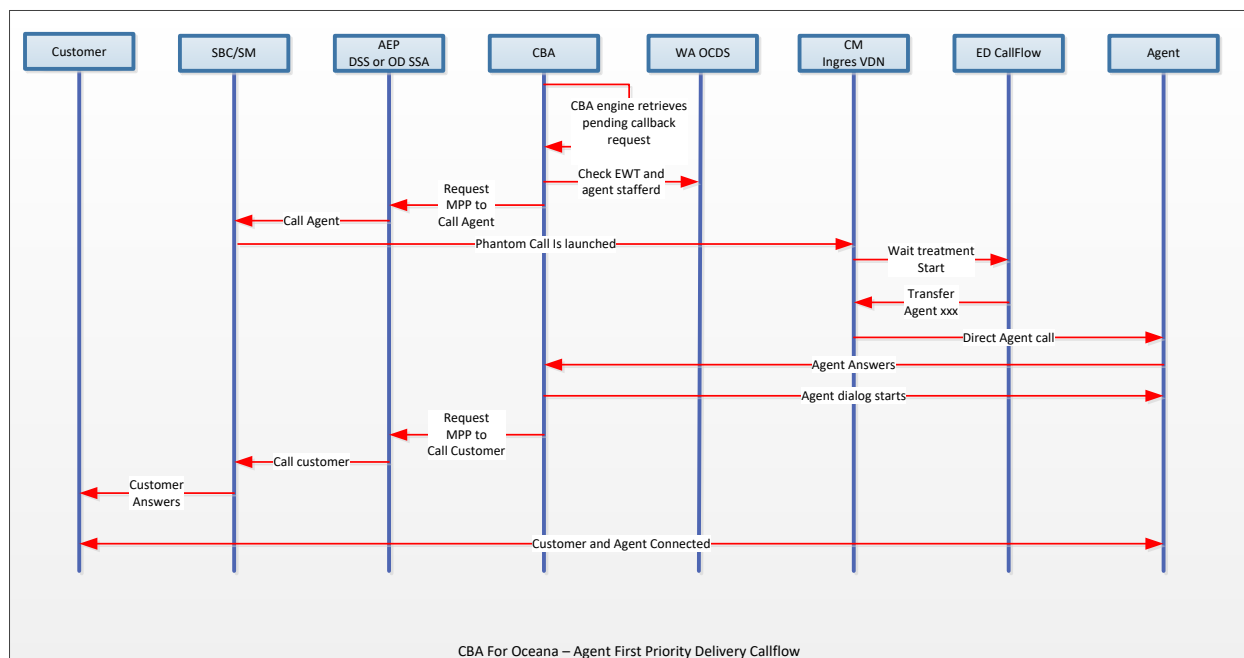 Customer
SBC/SM
AEP
DSS or OD SSA
CBA
WA OCDS
CM
Ingres VDN
ED CallFlow
Agent
CBA engine retrieves
pending callback
request
Check EWT and
agent stafferd
Request
MPP to
Call Agent
Call Agent
Phantom Call Is launched
Wait treatment
Start
Transfer
Agent xxx
Direct Agent call
Agent Answers
Agent dialog starts
Request
MPP to
Call Customer
Call customer
Customer
Answers
Customer and Agent Connected
CBA For Oceana – Agent First Priority Delivery Callflow